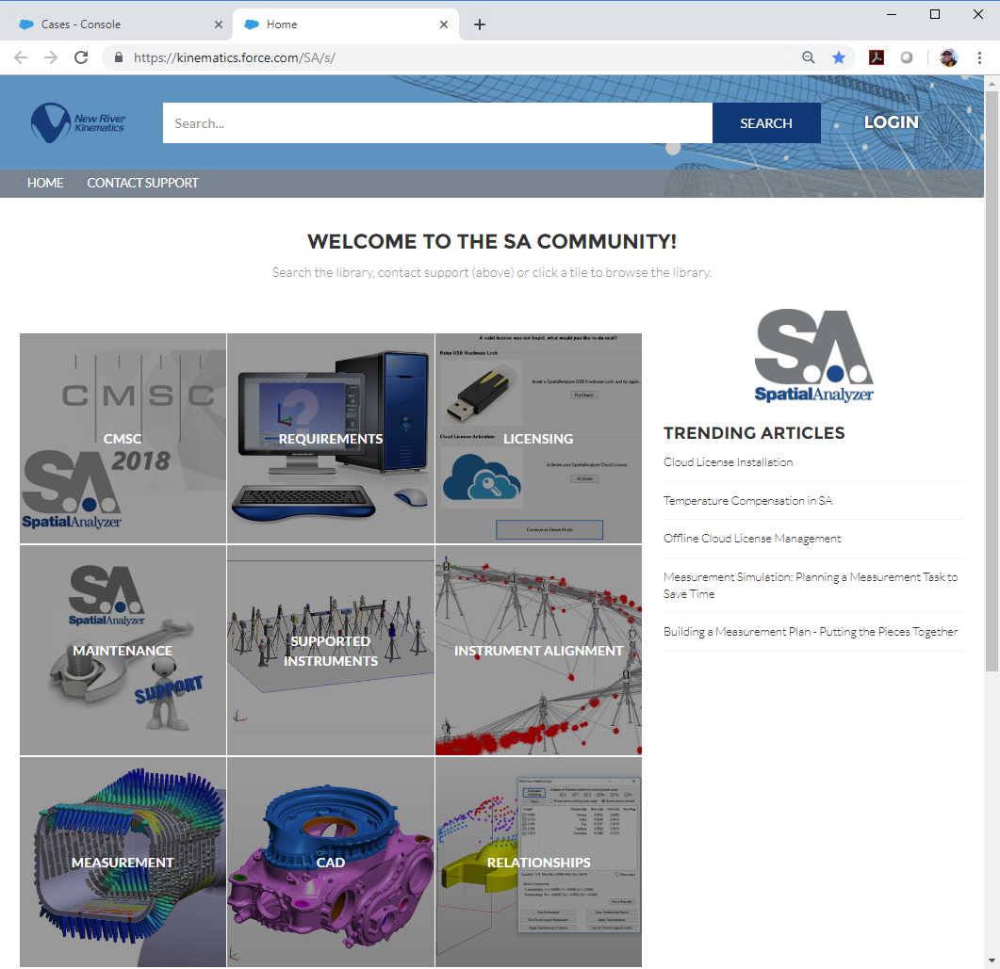 Cases - Console
Home
https://kinematics.force.com/SA/s/
New River
Kinematics
Search...
SEARCH
LOGIN
HOME
CONTACT SUPPORT
WELCOME TO THE SA COMMUNITY!
Search the library, contact support (above) or click a tile to browse the library.
CMSC
2018
SA
SpatialAnalyzer
CMSC
REQUIREMENTS
A valid license was not found, what would you like to do next?
Retry USB Hardware Lock
Insert a SpatialAnalyzer USB Hardware Lock and try again.
Re-Check
Cloud License Activation
Activate your SpatialAnalyzer Cloud License
Activate
Continue in Viewer Mode
LICENSING
SA
SpatialAnalyzer
SUPPORT
MAINTENANCE
SUPPORTED
INSTRUMENTS
INSTRUMENT ALIGNMENT
MEASUREMENT
CAD
RELATIONSHIPS
SA
SpatialAnalyzer
TRENDING ARTICLES
Cloud License Installation
Temperature Compensation in SA
Offline Cloud License Management
Measurement Simulation: Planning a Measurement Task to
Save Time
Building a Measurement Plan - Putting the Pieces Together